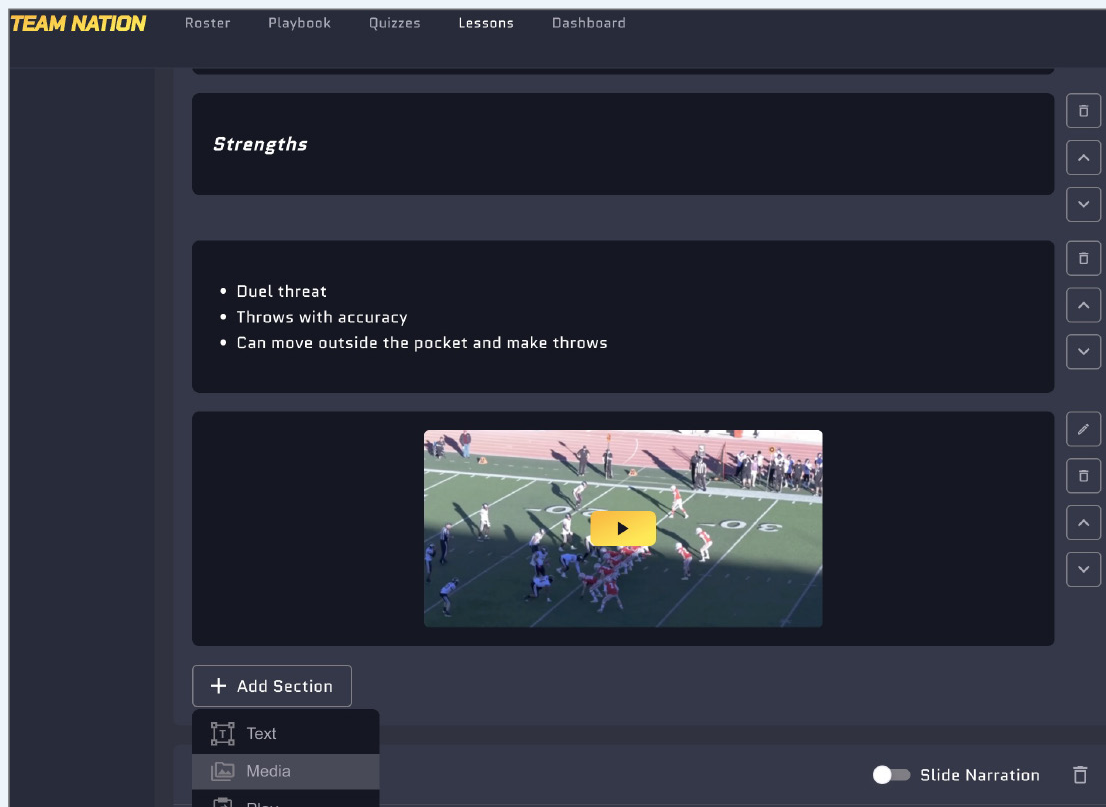 TEAM NATION Roster Playbook Quizzes Lessons Dashboard
Strengths
• Duel threat
• Throws with accuracy
• Can move outside the pocket and make throws
+ Add Section
Text
Media
Play
Slide Narration